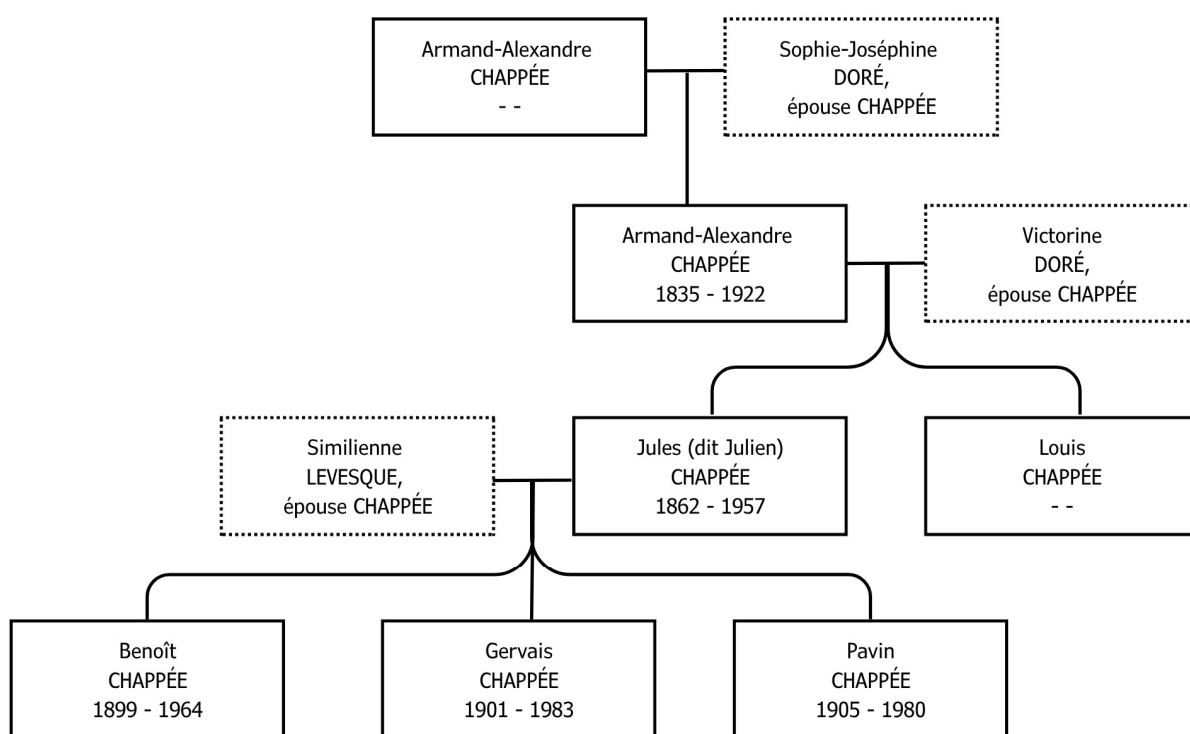 Armand-Alexandre
CHAPPÉE
- -
Sophie-Joséphine
DORÉ,
épouse CHAPPÉE
Armand-Alexandre
CHAPPÉE
1835 - 1922
Victorine
DORÉ,
épouse CHAPPÉE
Similienne
LEVESQUE,
épouse CHAPPÉE
Jules (dit Julien)
CHAPPÉE
1862 - 1957
Louis
CHAPPÉE
- -
Benoît
CHAPPÉE
1899 - 1964
Gervais
CHAPPÉE
1901 - 1983
Pavin
CHAPPÉE
1905 - 1980